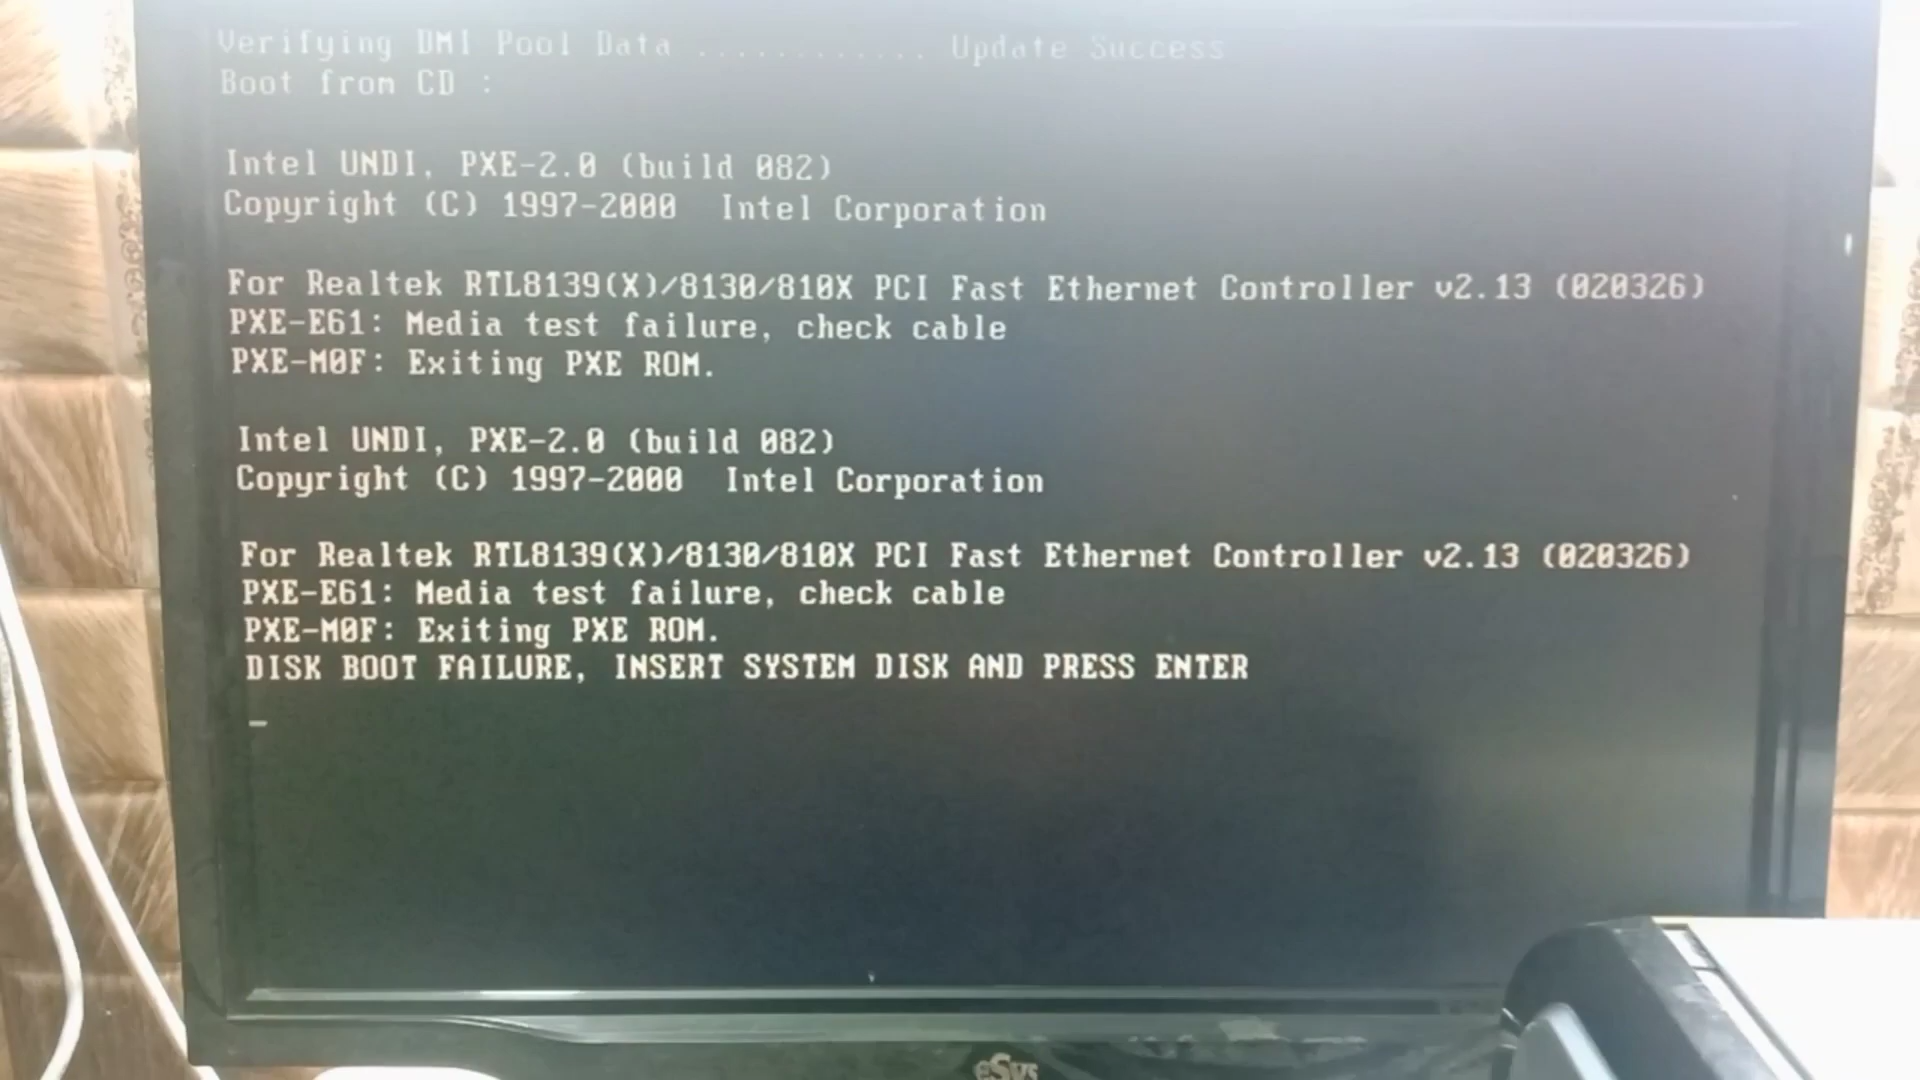 Verifying DMI Pool Data ............ Update Success
Boot from CD :
Intel UNDI, PXE-2.0 (build 082)
Copyright (C) 1997-2000  Intel Corporation
For Realtek RTL8139(X)/8130/810X PCI Fast Ethernet Controller v2.13 (020326)
PXE-E61: Media test failure, check cable
PXE-M0F: Exiting PXE ROM.
Intel UNDI, PXE-2.0 (build 082)
Copyright (C) 1997-2000  Intel Corporation
For Realtek RTL8139(X)/8130/810X PCI Fast Ethernet Controller v2.13 (020326)
PXE-E61: Media test failure, check cable
PXE-M0F: Exiting PXE ROM.
DISK BOOT FAILURE, INSERT SYSTEM DISK AND PRESS ENTER
_
eSys